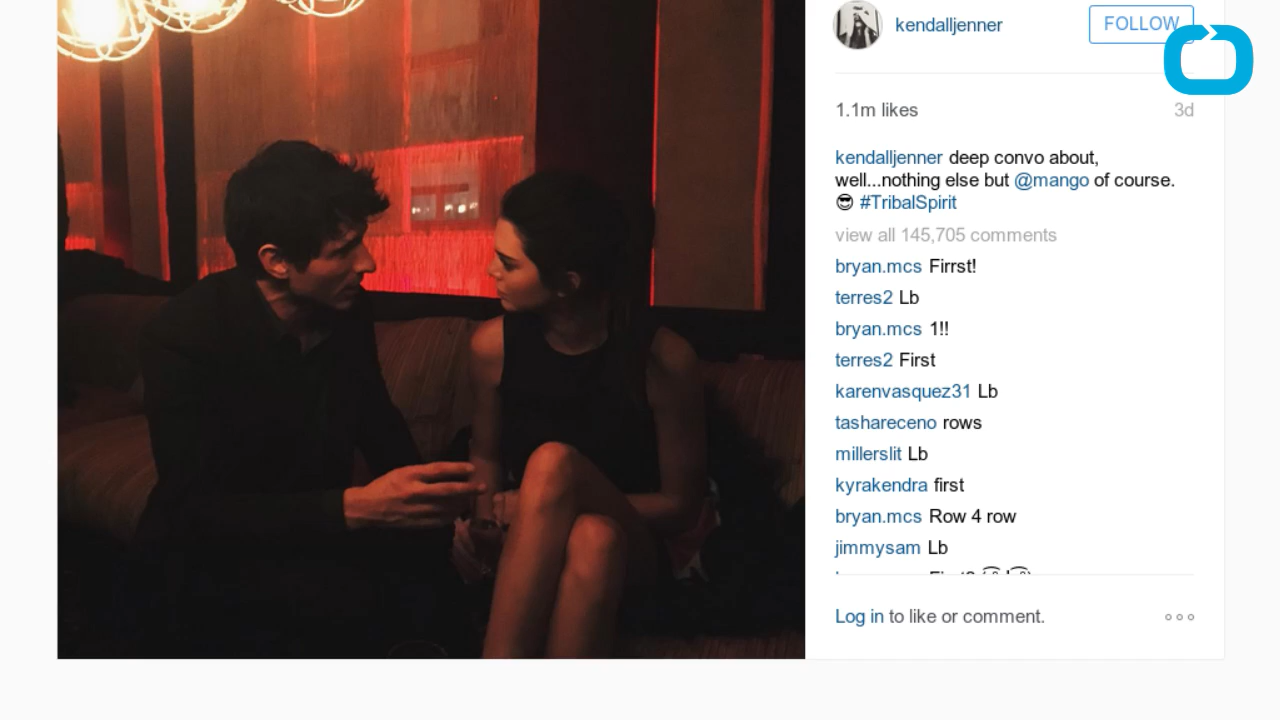 kendalljenner
FOLLOW
1.1m likes
3d
kendalljenner deep convo about,
well...nothing else but @mango of course.
😎 #TribalSpirit
view all 145,705 comments
bryan.mcs Firrst!
terres2 Lb
bryan.mcs 1!!
terres2 First
karenvasquez31 Lb
tashareceno rows
millerslit Lb
kyrakendra first
bryan.mcs Row 4 row
jimmysam Lb
Log in to like or comment.